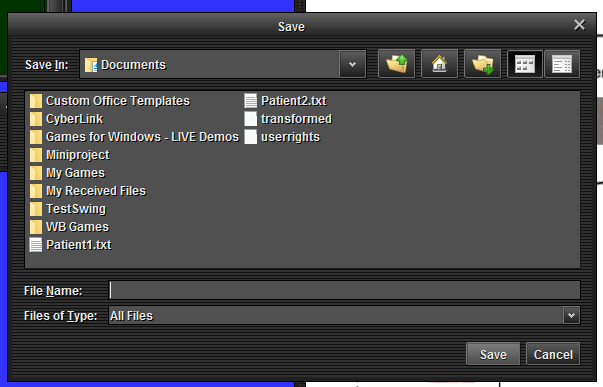 Save
Save In: Documents
Custom Office Templates
CyberLink
Games for Windows - LIVE Demos
Miniproject
My Games
My Received Files
TestSwing
WB Games
Patient1.txt
Patient2.txt
transformed
userrights
File Name:
Files of Type: All Files
Save Cancel